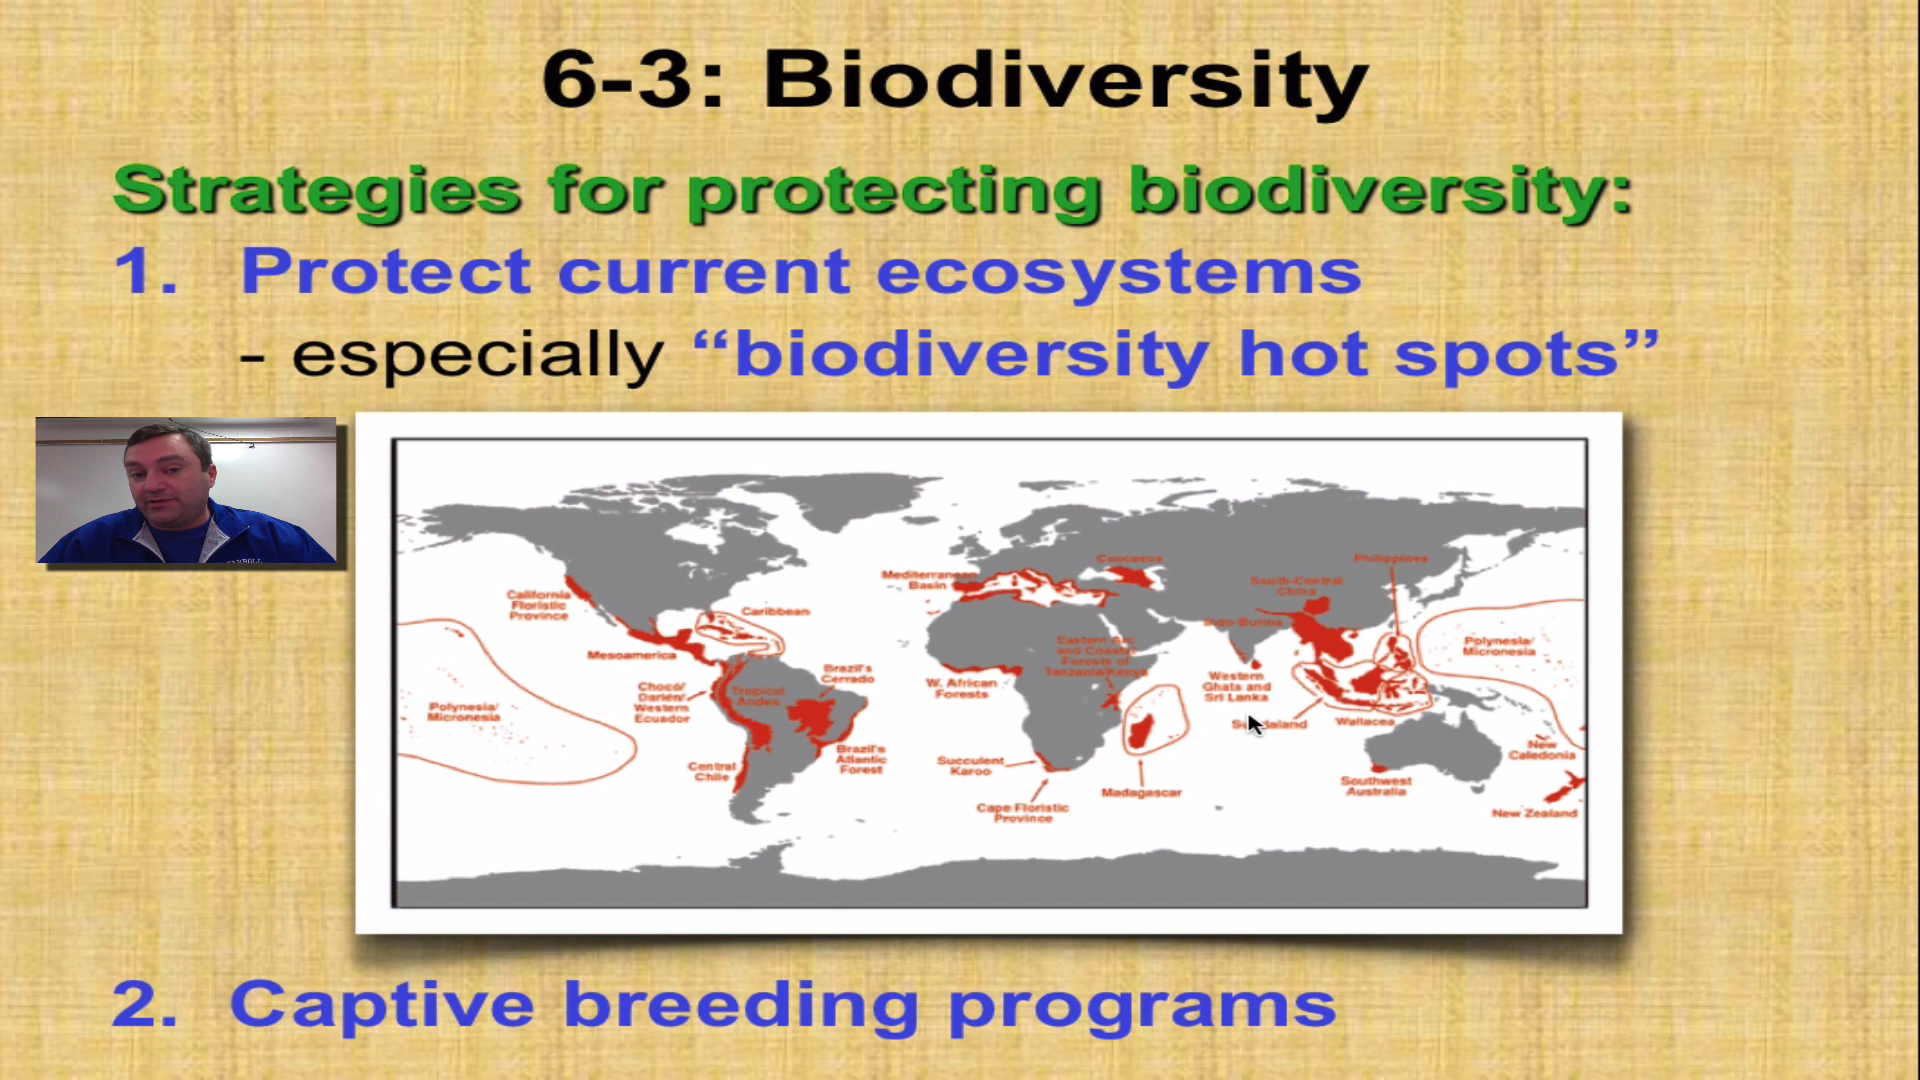 6-3: Biodiversity
Strategies for protecting biodiversity:
1. Protect current ecosystems
- especially “biodiversity hot spots”
Caucasus
Philippines
Mediterranean
Basin
South-Central
China
California
Floristic
Province
Caribbean
Indo-Burma
Eastern Arc
and Coastal
Forests of
Tanzania/Kenya
Polynesia/
Micronesia
Mesoamerica
Brazil's
Cerrado
W. African
Forests
Western
Ghats and
Sri Lanka
Chocó/
Darién/
Western
Ecuador
Tropical
Andes
Polynesia/
Micronesia
Wallacea
New
Caledonia
Brazil's
Atlantic
Forest
Central
Chile
Succulent
Karoo
Madagascar
Southwest
Australia
Cape Floristic
Province
New Zealand
2. Captive breeding programs